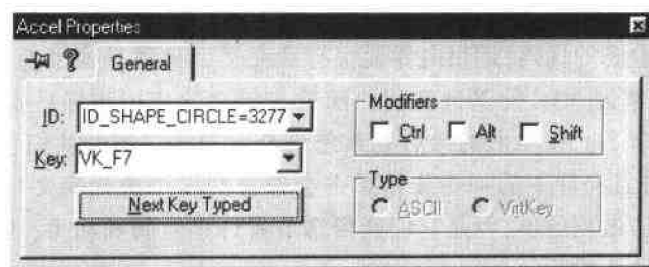 Accel Properties
General
ID: ID_SHAPE_CIRCLE=3277
Key: VK_F7
Next Key Typed
Modifiers
Ctrl Alt Shift
Type
ASCII VirtKey